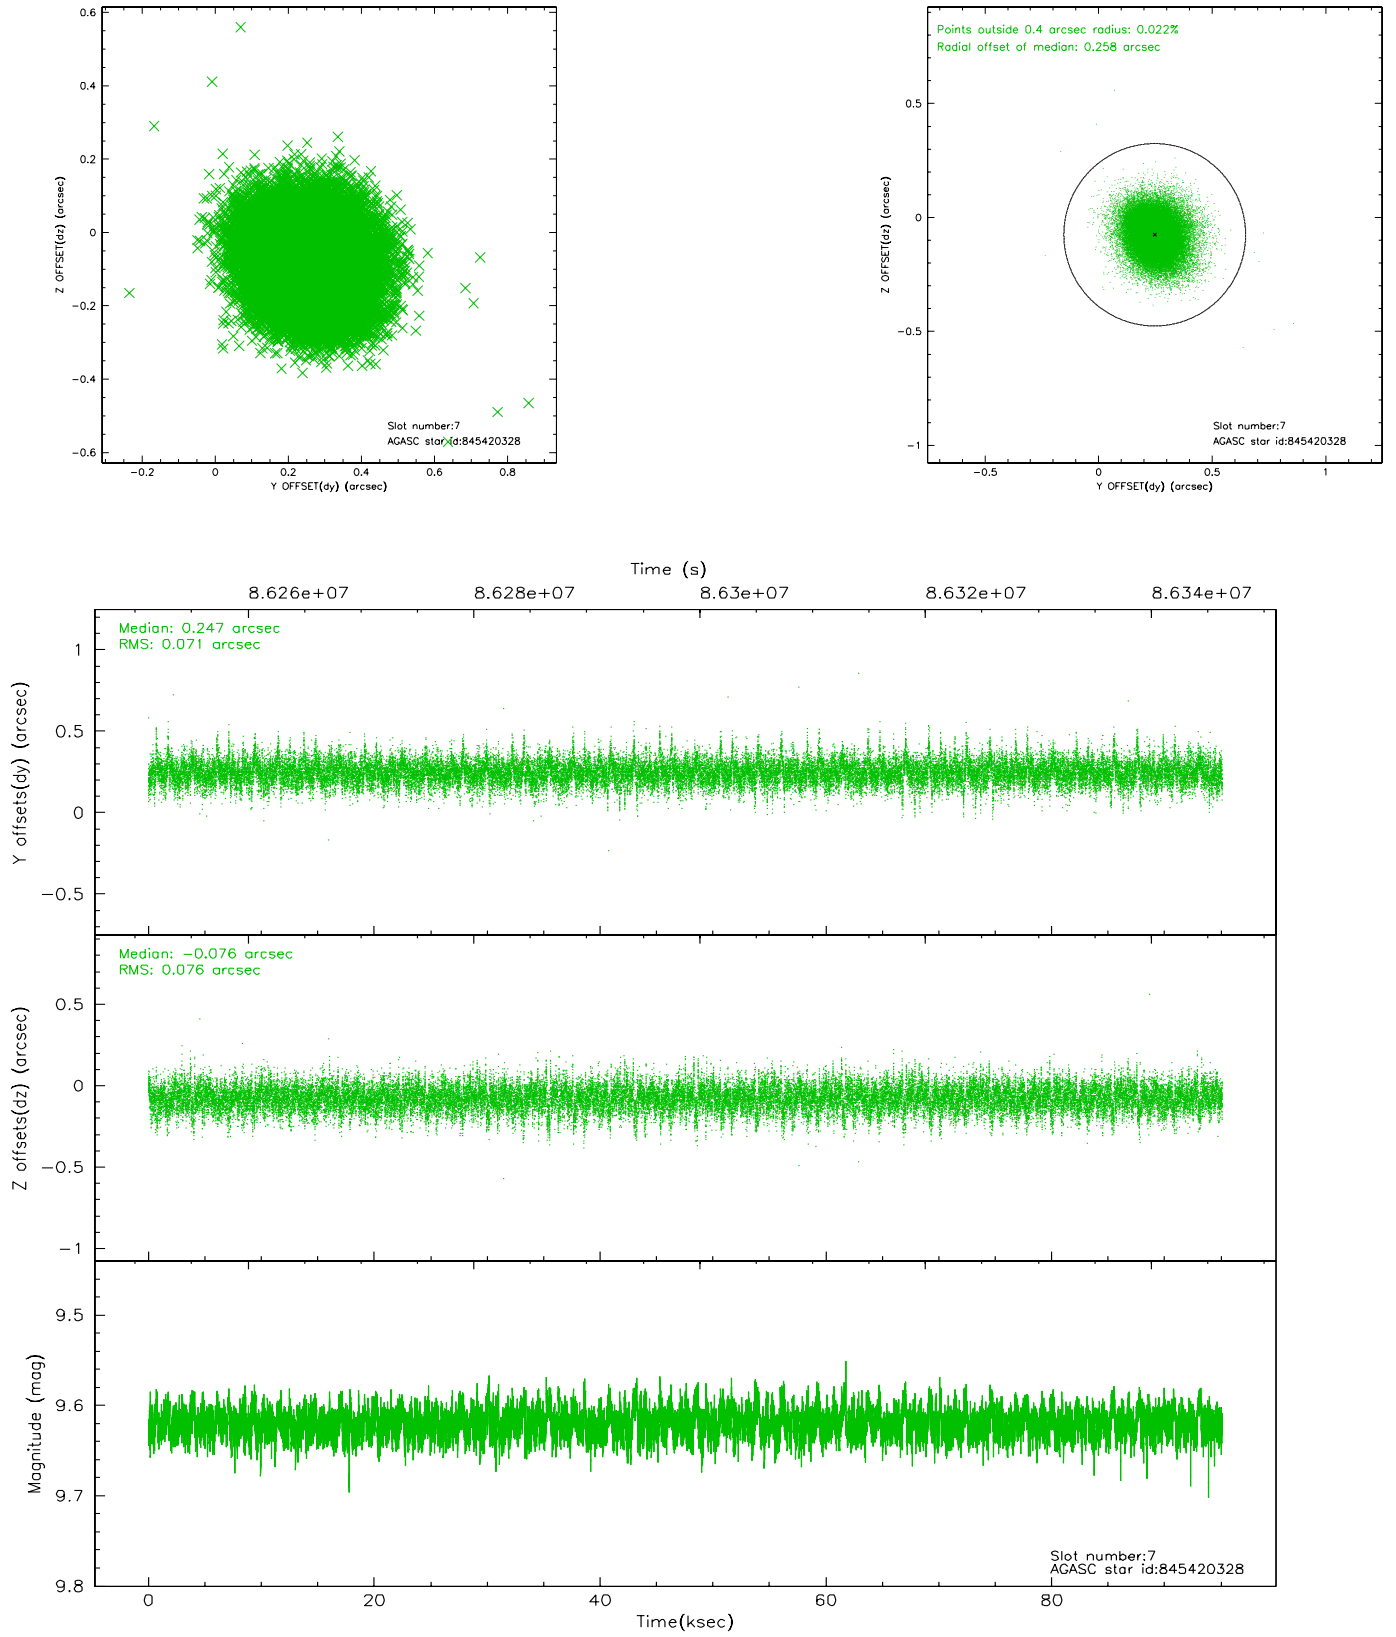 0.6
0.4
0.2
0
−0.2
−0.4
−0.6
Z OFFSET(dz) (arcsec)
Slot number:7
AGASC star id:845420328
−0.2 0 0.2 0.4 0.6 0.8
Y OFFSET(dy) (arcsec)
Points outside 0.4 arcsec radius: 0.022%
Radial offset of median: 0.258 arcsec
0.5
0
−0.5
−1
Z OFFSET(dz) (arcsec)
Slot number:7
AGASC star id:845420328
−0.5 0 0.5 1
Y OFFSET(dy) (arcsec)
Time (s)
8.626e+07 8.628e+07 8.63e+07 8.632e+07 8.634e+07
Median: 0.247 arcsec
RMS: 0.071 arcsec
1
0.5
0
−0.5
Y offsets(dy) (arcsec)
Median: −0.076 arcsec
RMS: 0.076 arcsec
0.5
0
−0.5
−1
Z offsets(dz) (arcsec)
9.5
9.6
9.7
9.8
Magnitude (mag)
Slot number:7
AGASC star id:845420328
0 20 40 60 80
Time(ksec)